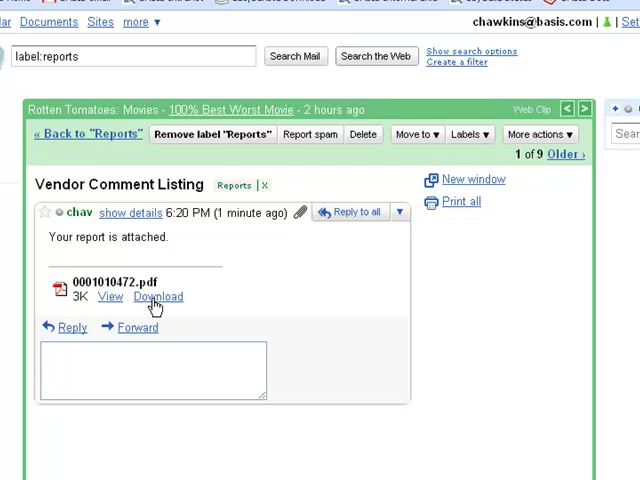 Documents Sites more ▼ chawkins@basis.com |
label:reports Search Mail Search the Web Show search options
Create a filter
Rotten Tomatoes: Movies - 100% Best Worst Movie - 2 hours ago Web Clip < >
« Back to "Reports" Remove label "Reports" Report spam Delete Move to ▼ Labels ▼ More actions ▼
1 of 9 Older ›
Vendor Comment Listing Reports | X
New window
Print all
chav show details 6:20 PM (1 minute ago) Reply to all ▼
Your report is attached.
0001010472.pdf
3K View Download
Reply Forward